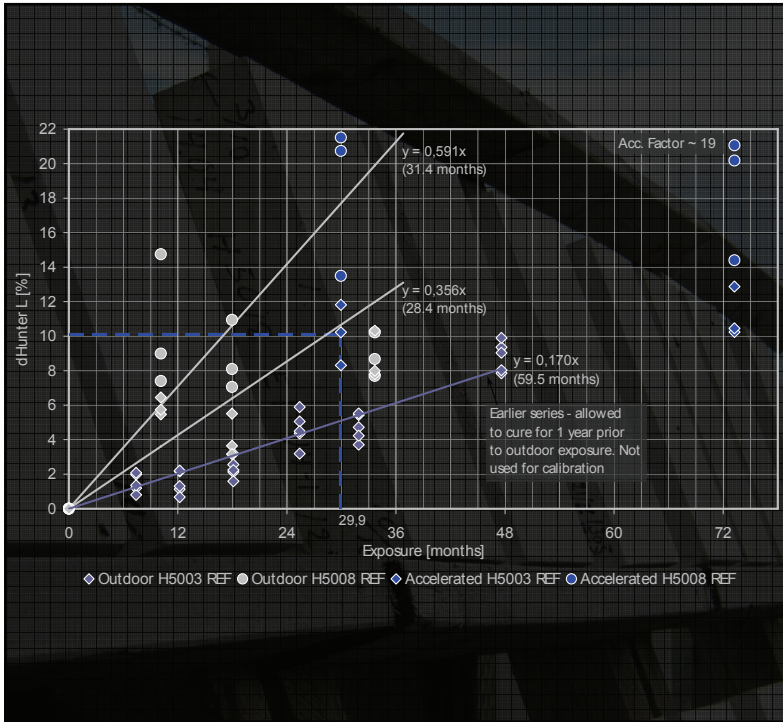 22
Acc. Factor ~ 19
20
y = 0,591x
(31.4 months)
18
16
14
y = 0,356x
(28.4 months)
12
10
y = 0,170x
(59.5 months)
8
6
Earlier series - allowed
to cure for 1 year prior
to outdoor exposure. Not
used for calibration
4
2
0
dHunter L [%]
0
12
24
29,9
36
48
60
72
Exposure [months]
Outdoor H5003 REF
Outdoor H5008 REF
Accelerated H5003 REF
Accelerated H5008 REF